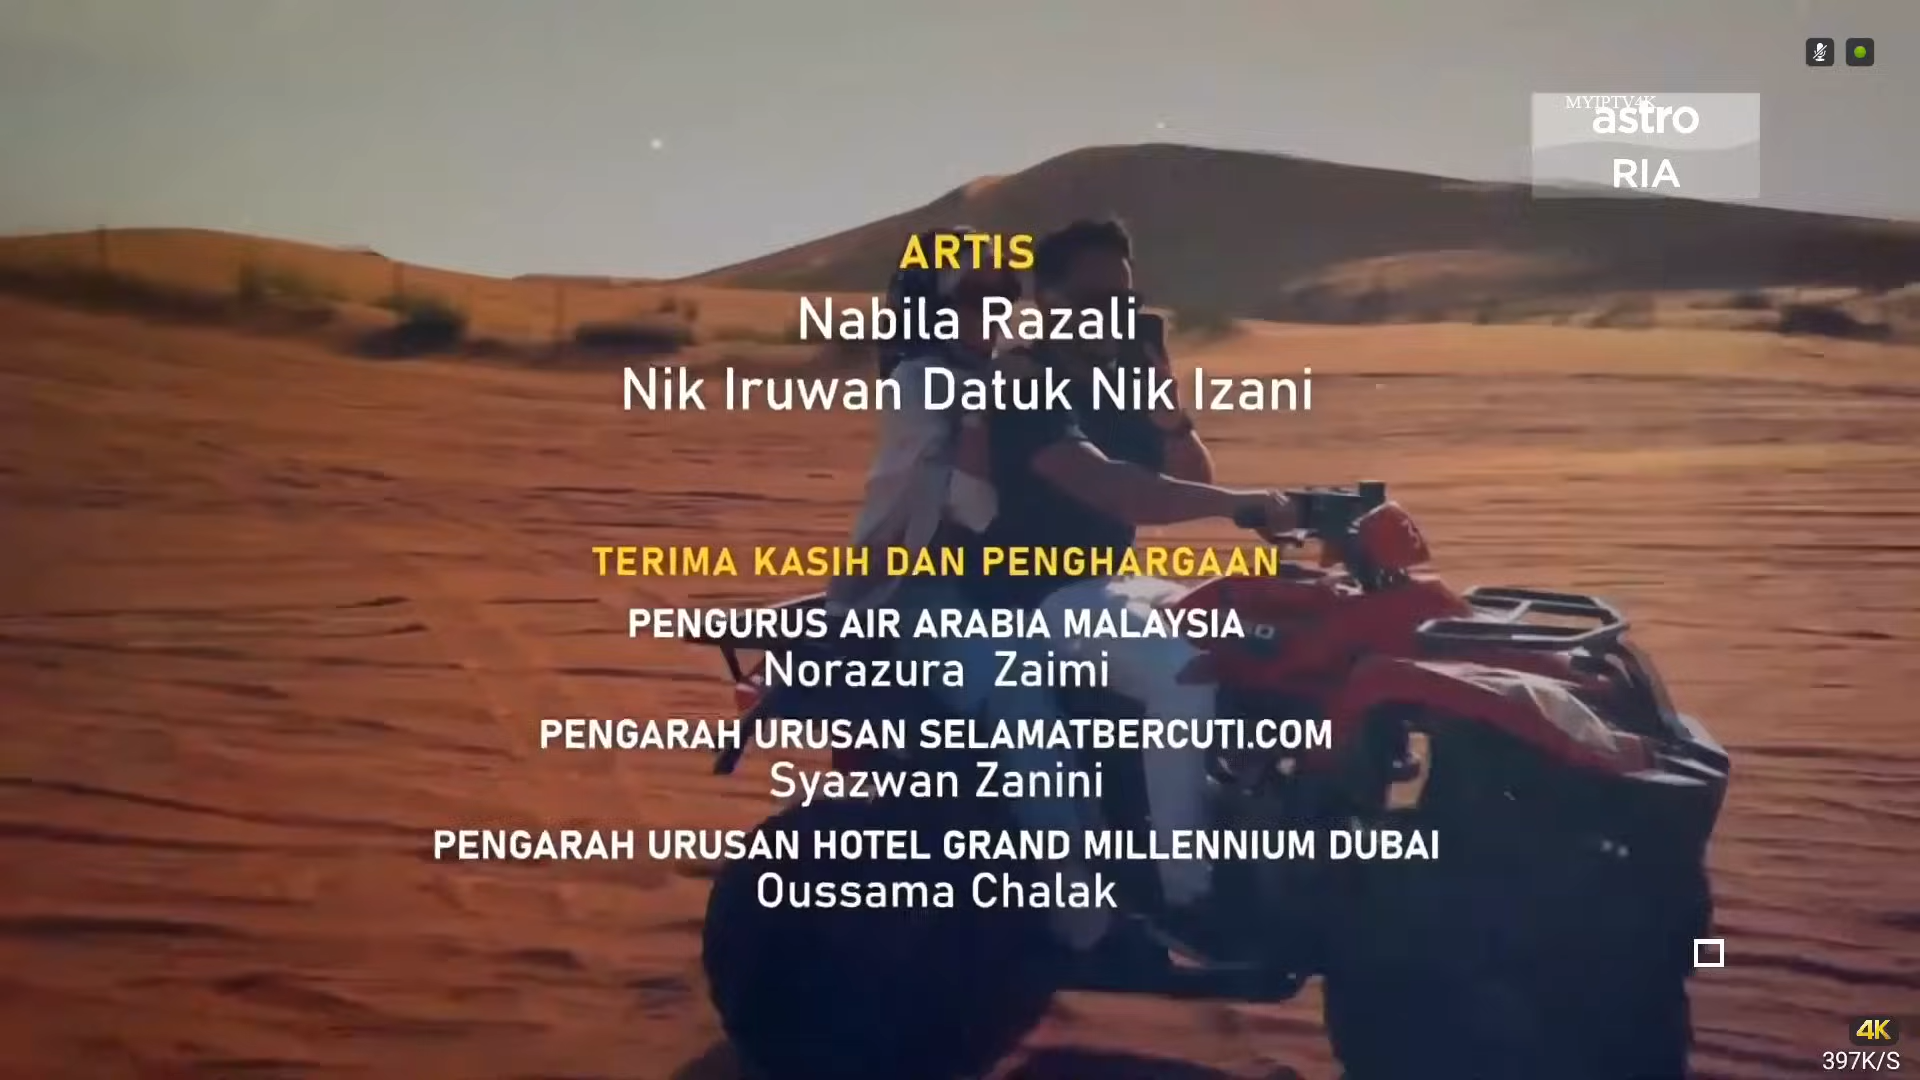 MYIPTV4K
astro
RIA
ARTIS
Nabila Razali
Nik Iruwan Datuk Nik Izani
TERIMA KASIH DAN PENGHARGAAN
PENGURUS AIR ARABIA MALAYSIA
Norazura Zaimi
PENGARAH URUSAN SELAMATBERCUTI.COM
Syazwan Zanini
PENGARAH URUSAN HOTEL GRAND MILLENNIUM DUBAI
Oussama Chalak
4K
397K/S